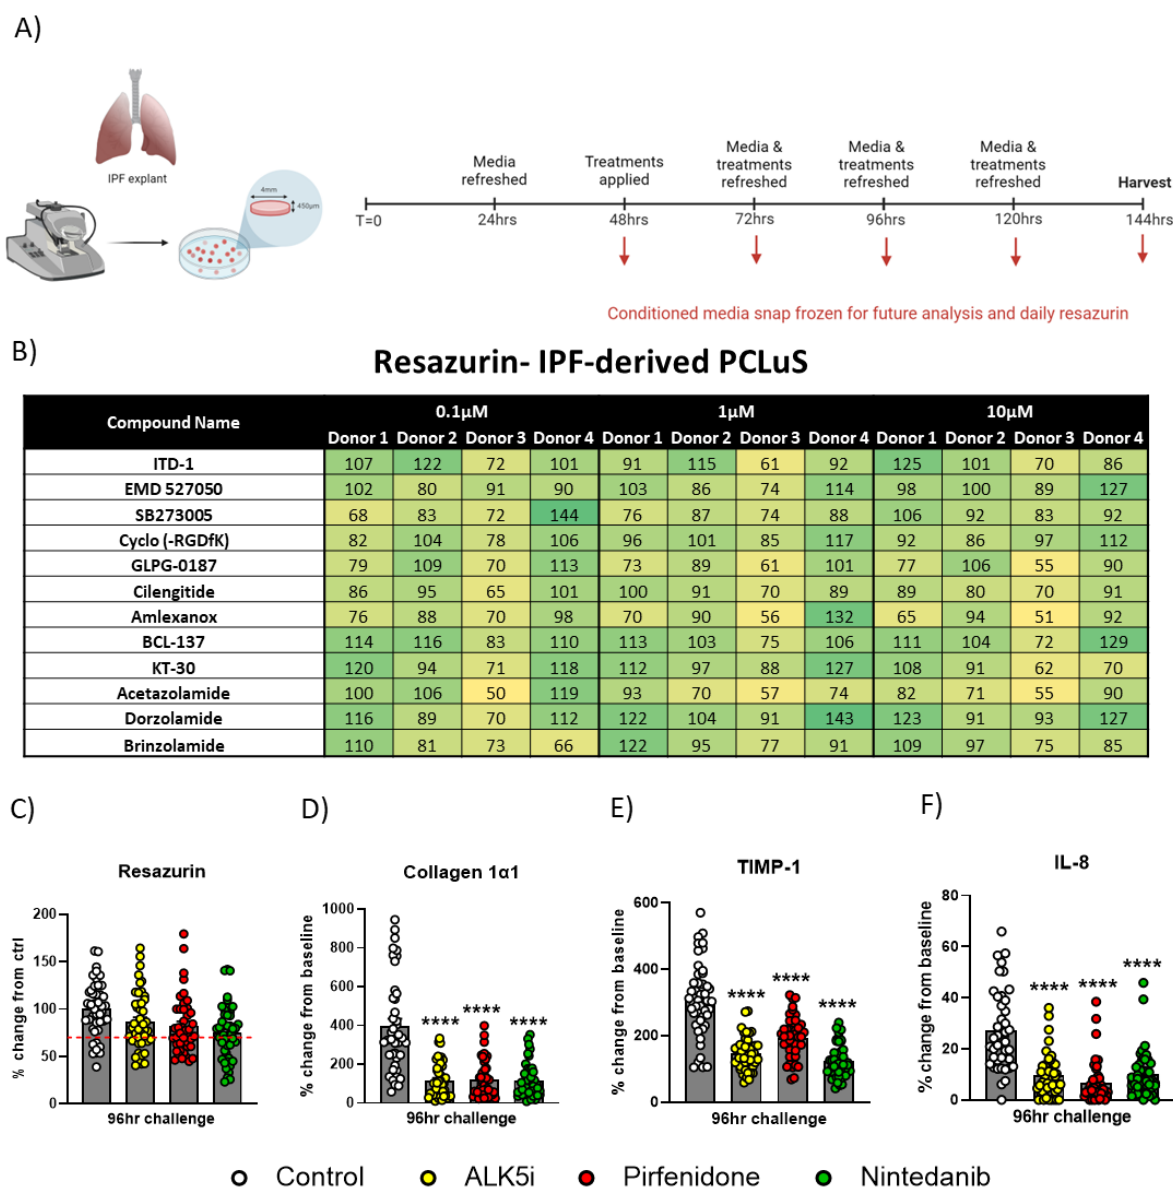 A)
IPF explant
4mm
450µm
Media refreshed
Treatments applied
Media & treatments refreshed
Media & treatments refreshed
Media & treatments refreshed
Harvest
T=0 24hrs 48hrs 72hrs 96hrs 120hrs 144hrs
Conditioned media snap frozen for future analysis and daily resazurin
B)
Resazurin- IPF-derived PCLuS
Compound Name 0.1µM 1µM 10µM
Donor 1 Donor 2 Donor 3 Donor 4 Donor 1 Donor 2 Donor 3 Donor 4 Donor 1 Donor 2 Donor 3 Donor 4
ITD-1 107 122 72 101 91 115 61 92 125 101 70 86
EMD 527050 102 80 91 90 103 86 74 114 98 100 89 127
SB273005 68 83 72 144 76 87 74 88 106 92 83 92
Cyclo (-RGDfK) 82 104 78 106 96 101 85 117 92 86 97 112
GLPG-0187 79 109 70 113 73 89 61 101 77 106 55 90
Cilengitide 86 95 65 101 100 91 70 89 89 80 70 91
Amlexanox 76 88 70 98 70 90 56 132 65 94 51 92
BCL-137 114 116 83 110 113 103 75 106 111 104 72 129
KT-30 120 94 71 118 112 97 88 127 108 91 62 70
Acetazolamide 100 106 50 119 93 70 57 74 82 71 55 90
Dorzolamide 116 89 70 112 122 104 91 143 123 91 93 127
Brinzolamide 110 81 73 66 122 95 77 91 109 97 75 85
C)
Resazurin
% change from ctrl
200
150
100
50
0
96hr challenge
D)
Collagen 1α1
% change from baseline
1000
800
600
400
200
0
**** **** ****
96hr challenge
E)
TIMP-1
% change from baseline
600
400
200
0
**** **** ****
96hr challenge
F)
IL-8
% change from baseline
80
60
40
20
0
**** **** ****
96hr challenge
Control ALK5i Pirfenidone Nintedanib